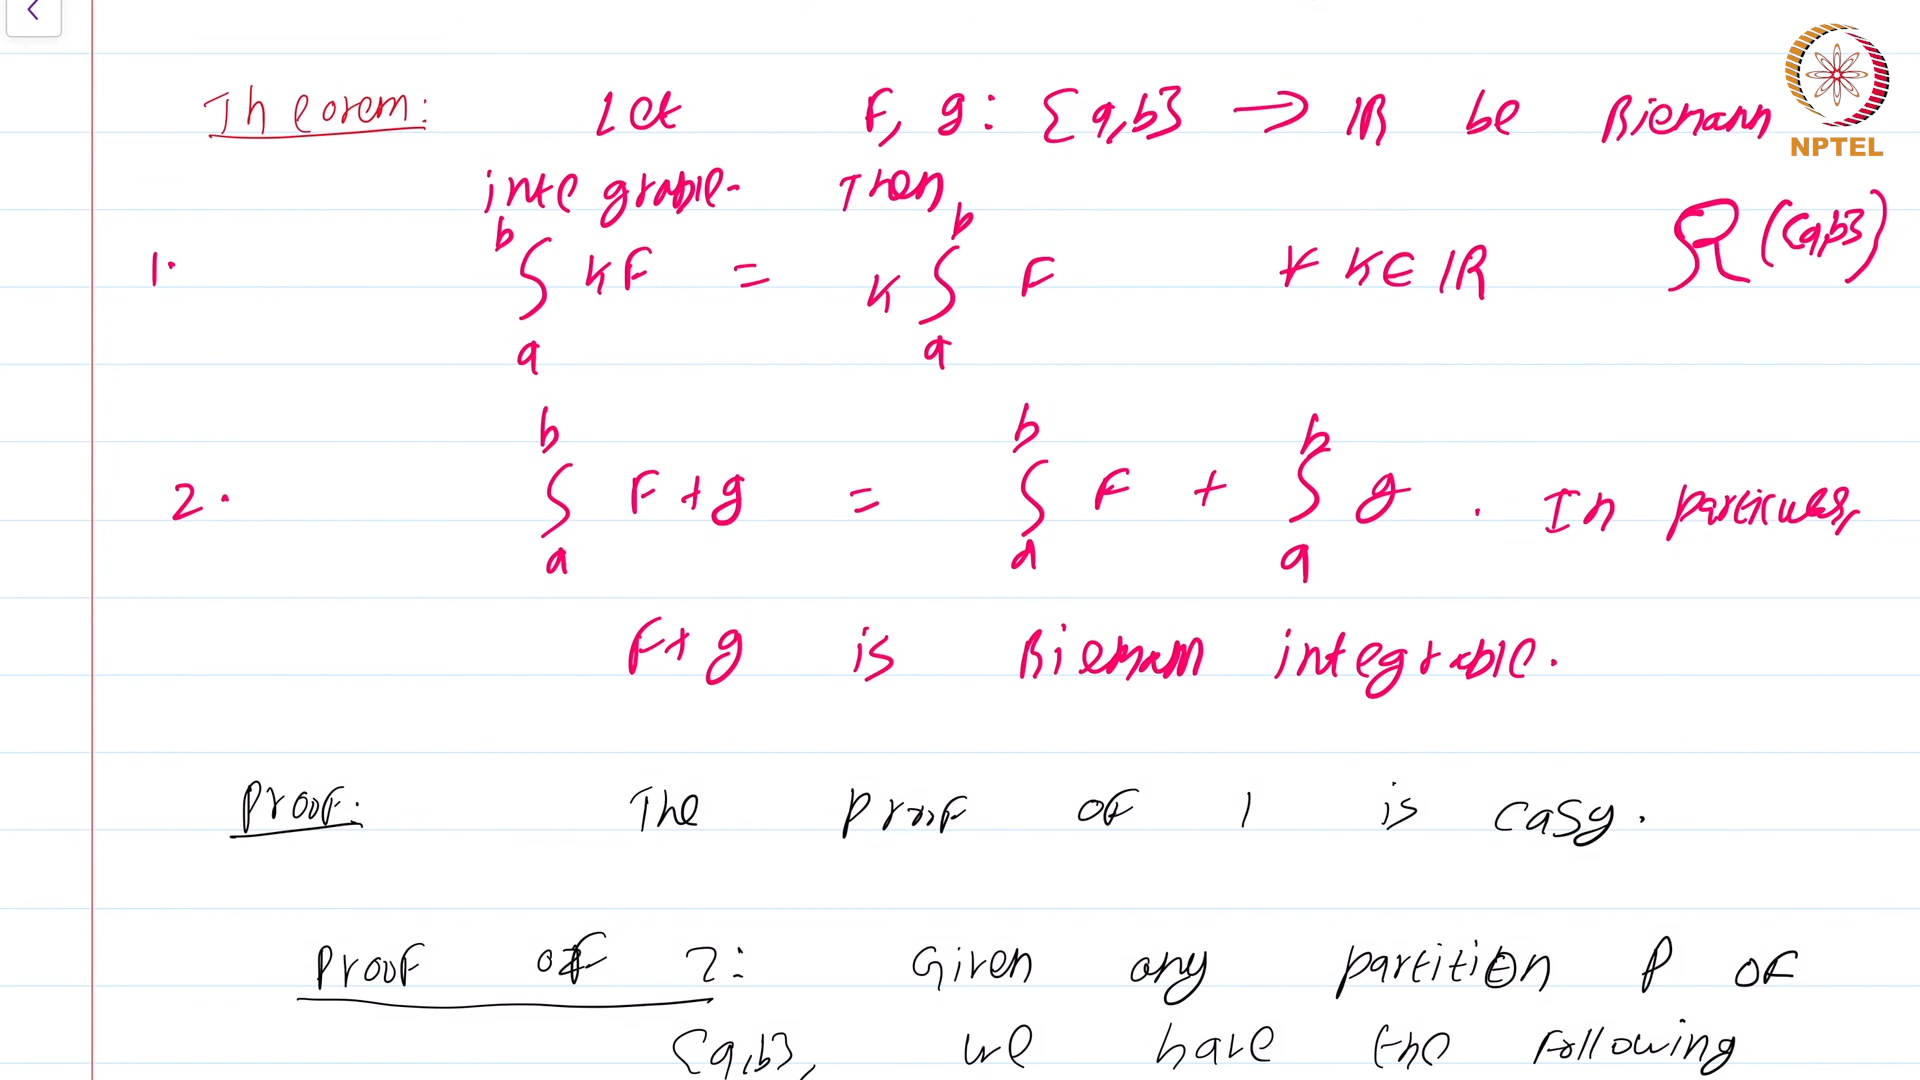 Theorem: Let F, g: [a,b] → ℝ be Riemann
integrable. Then
1. ∫_a^b kF = k ∫_a^b F ∀ k ∈ ℝ R([a,b])
2. ∫_a^b F+g = ∫_a^b F + ∫_a^b g. In particular,
F+g is Riemann integrable.
Proof: The proof of 1 is easy.
Proof of 2: Given any partition P of
[a,b], we have the following
NPTEL